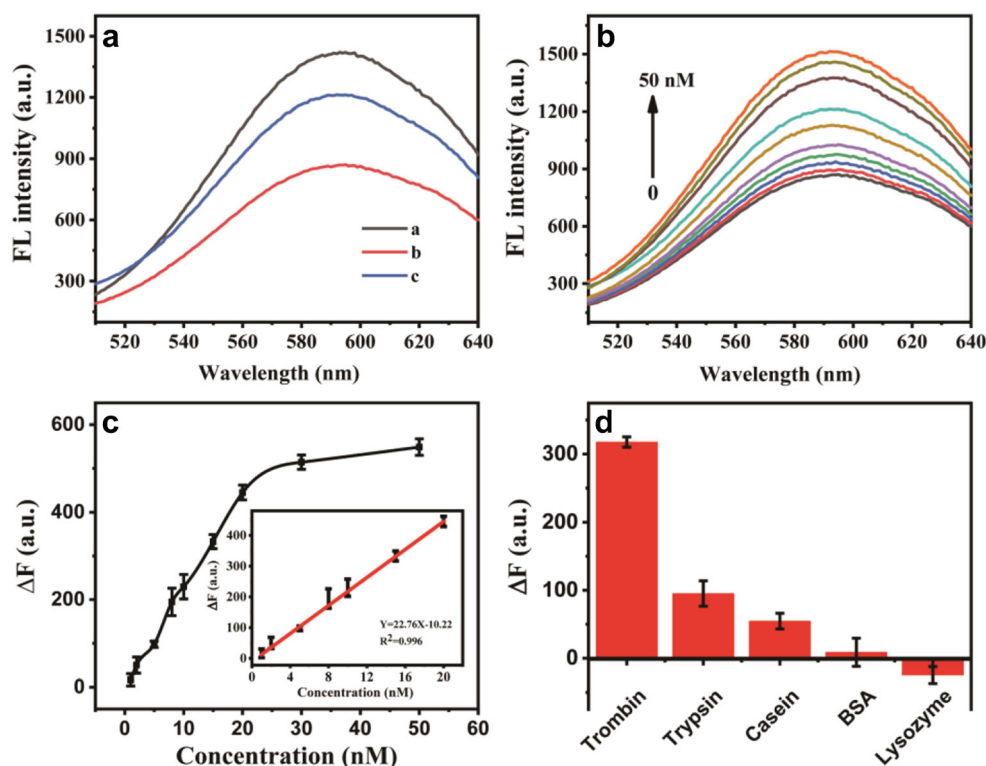 a
FL intensity (a.u.)
1500
1200
900
600
300
a
b
c
520 540 560 580 600 620 640
Wavelength (nm)
b
FL intensity (a.u.)
1500
1200
900
600
300
50 nM
0
520 540 560 580 600 620 640
Wavelength (nm)
c
ΔF (a.u.)
600
400
200
0
0 10 20 30 40 50 60
Concentration (nM)
ΔF (a.u.)
400
300
200
100
0
Y=22.76X-10.22
R²=0.996
0 4 8 12 16 20
Concentration (nM)
d
ΔF (a.u.)
300
200
100
0
Trombin
Trypsin
Casein
BSA
Lysozyme